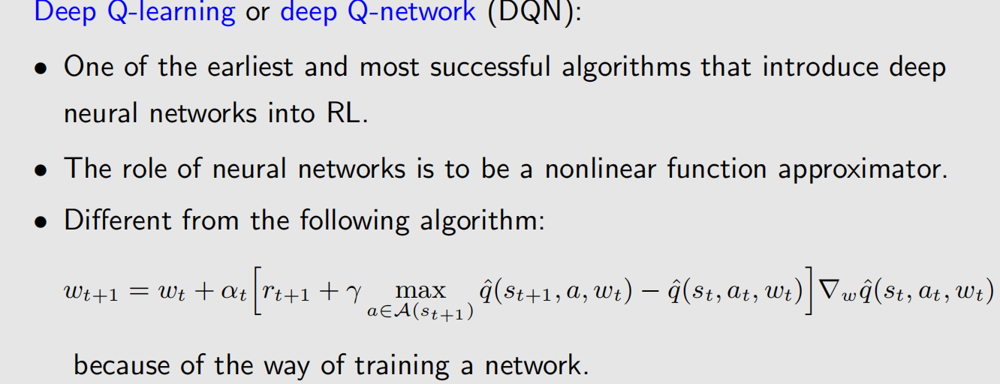 Deep Q-learning or deep Q-network (DQN):
• One of the earliest and most successful algorithms that introduce deep
neural networks into RL.
• The role of neural networks is to be a nonlinear function approximator.
• Different from the following algorithm:
$w_{t+1} = w_t + \alpha_t \Big[ r_{t+1} + \gamma \max_{a \in \mathcal{A}(s_{t+1})} \hat{q}(s_{t+1}, a, w_t) - \hat{q}(s_t, a_t, w_t) \Big] \nabla_w \hat{q}(s_t, a_t, w_t)$
because of the way of training a network.